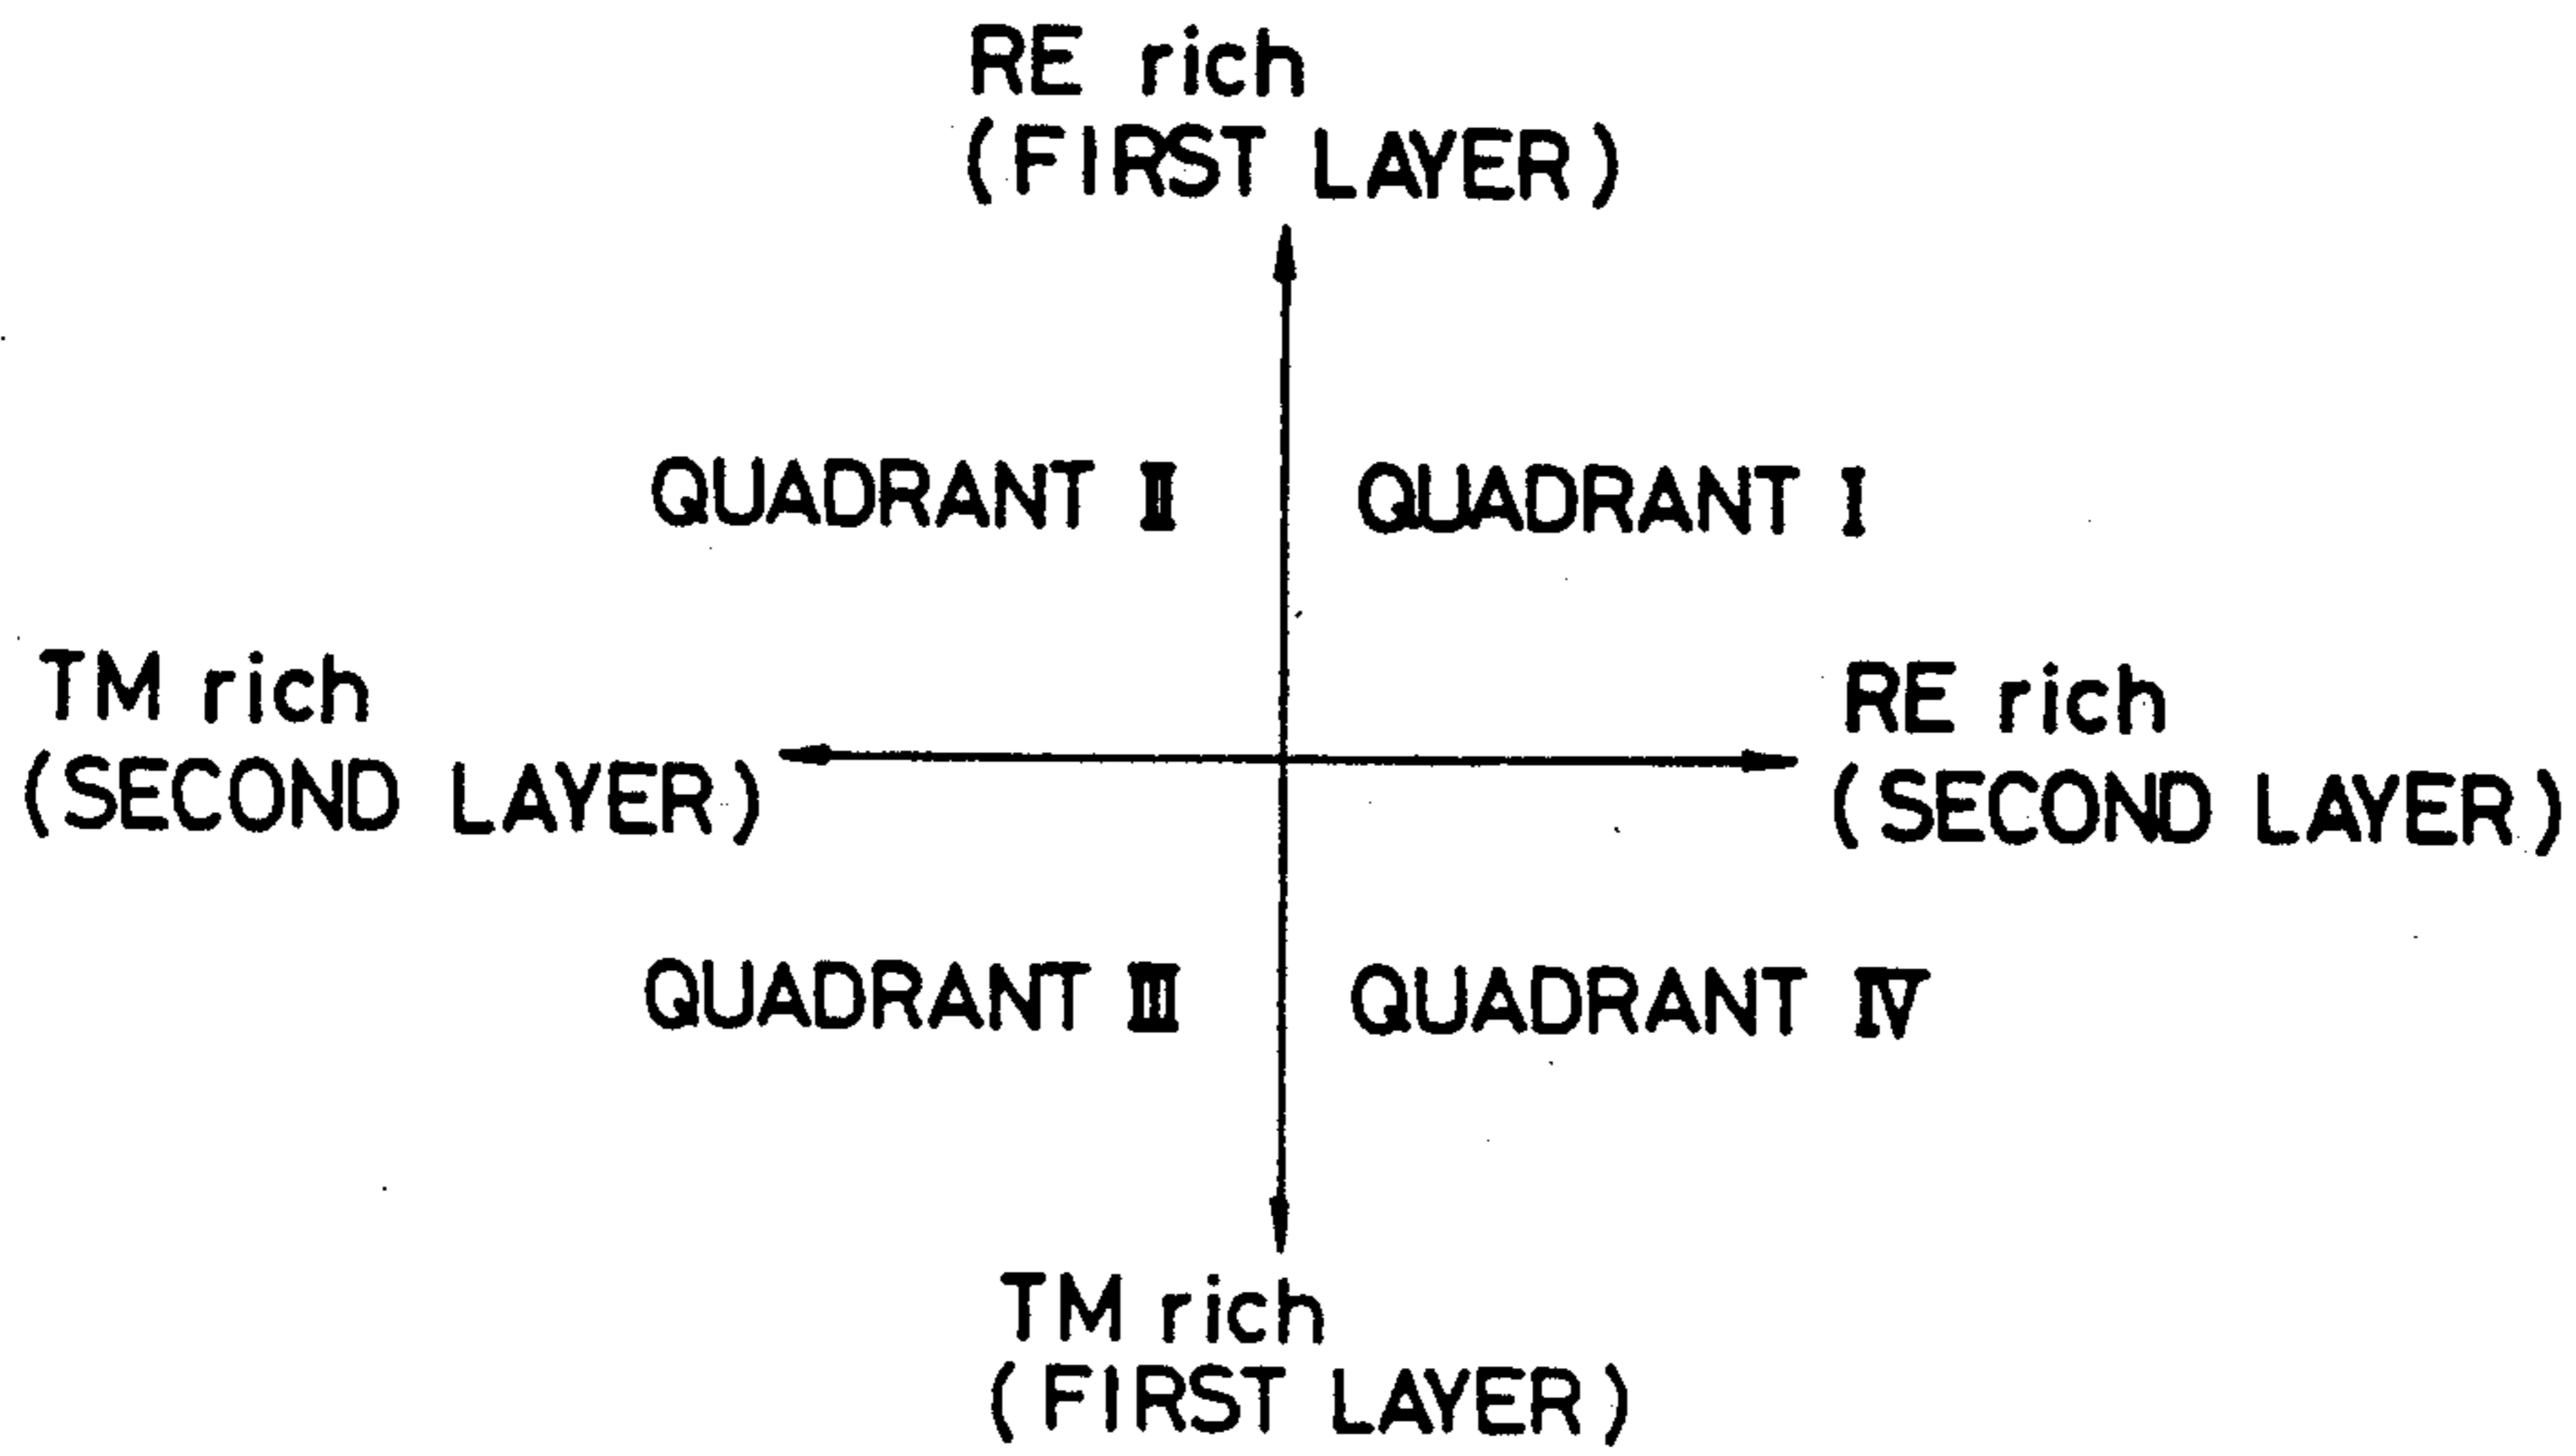 RE rich
(FIRST LAYER)
QUADRANT II
QUADRANT I
TM rich
(SECOND LAYER)
RE rich
(SECOND LAYER)
QUADRANT III
QUADRANT IV
TM rich
(FIRST LAYER)